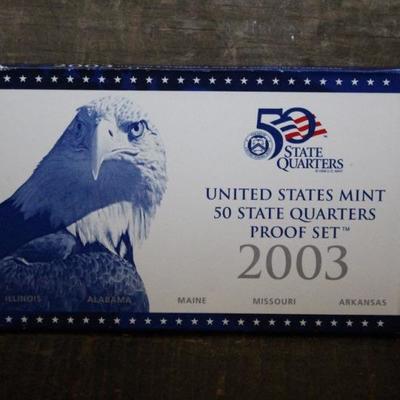 50
STATE
QUARTERS
UNITED STATES MINT
50 STATE QUARTERS
PROOF SET™
2003
ILLINOIS ALABAMA MAINE MISSOURI ARKANSAS